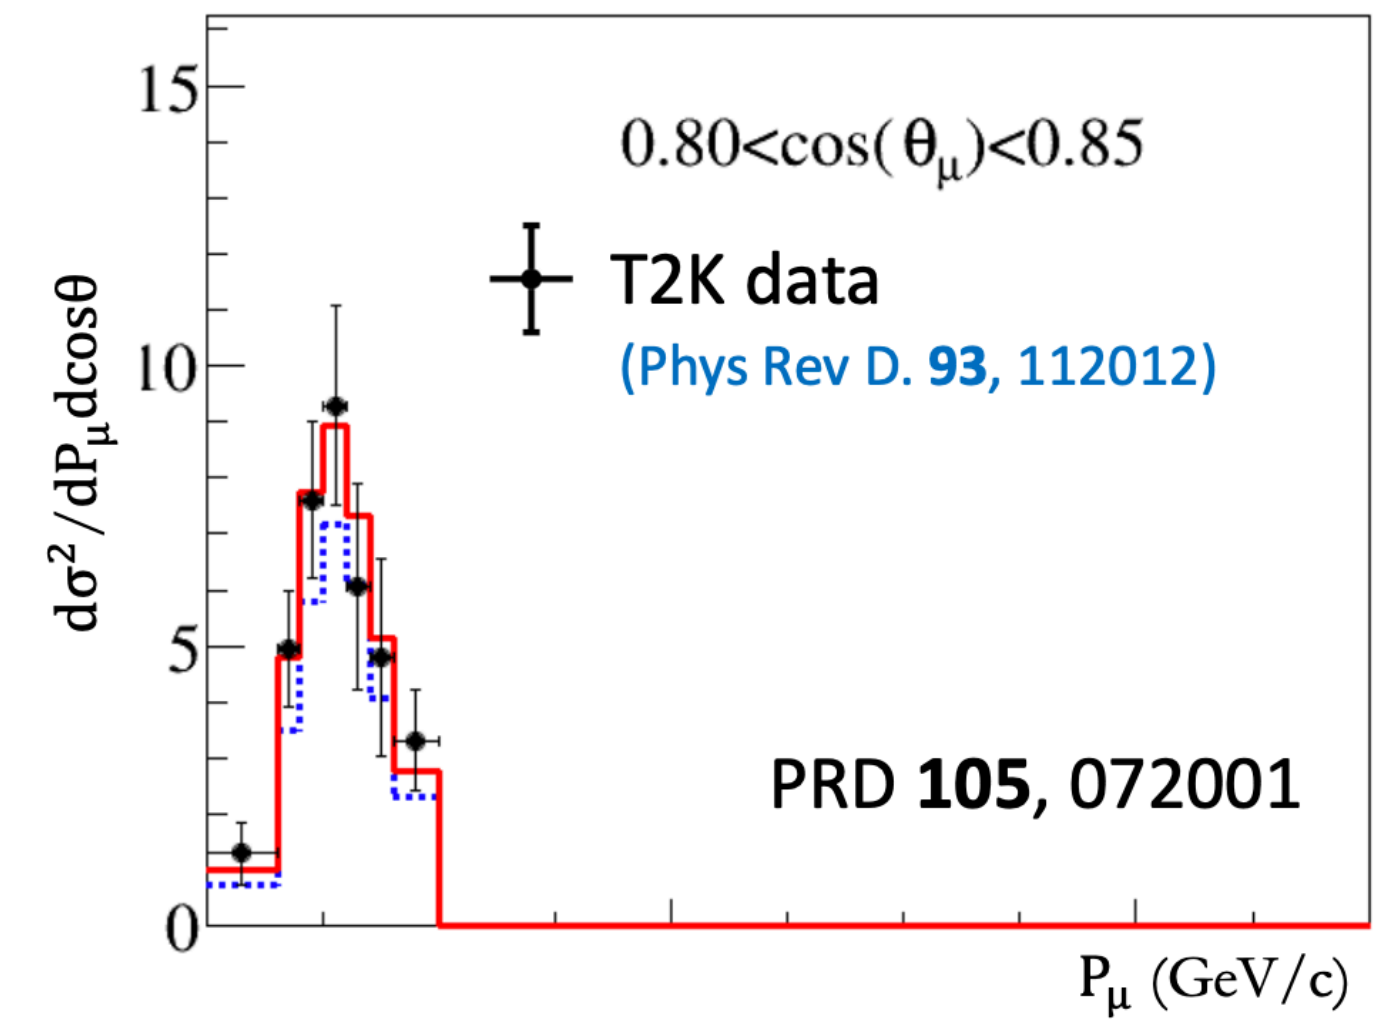 15
0.80<cos(θμ)<0.85
T2K data
(Phys Rev D. 93, 112012)
10
dσ²/dPμdcosθ
5
PRD 105, 072001
0
Pμ (GeV/c)